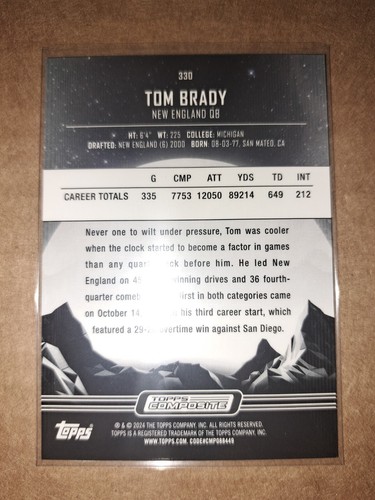 330
TOM BRADY
NEW ENGLAND QB
HT: 6'4" WT: 225 COLLEGE: MICHIGAN
DRAFTED: NEW ENGLAND (6) 2000 BORN: 08-03-77, SAN MATEO, CA
G CMP ATT YDS TD INT
CAREER TOTALS 335 7753 12050 89214 649 212
Never one to wilt under pressure, Tom was cooler
when the clock started to become a factor in games
than any before him. He led New
England on winning drives and 36 fourth-
quarter first in both categories came
on October 14 his third career start, which
featured a overtime win against San Diego.
TOPPS
COMPOSITE
Topps
® & © 2024 THE TOPPS COMPANY, INC. ALL RIGHTS RESERVED.
TOPPS IS A REGISTERED TRADEMARK OF THE TOPPS COMPANY, INC.
WWW.TOPPS.COM. CODE#CMP088449